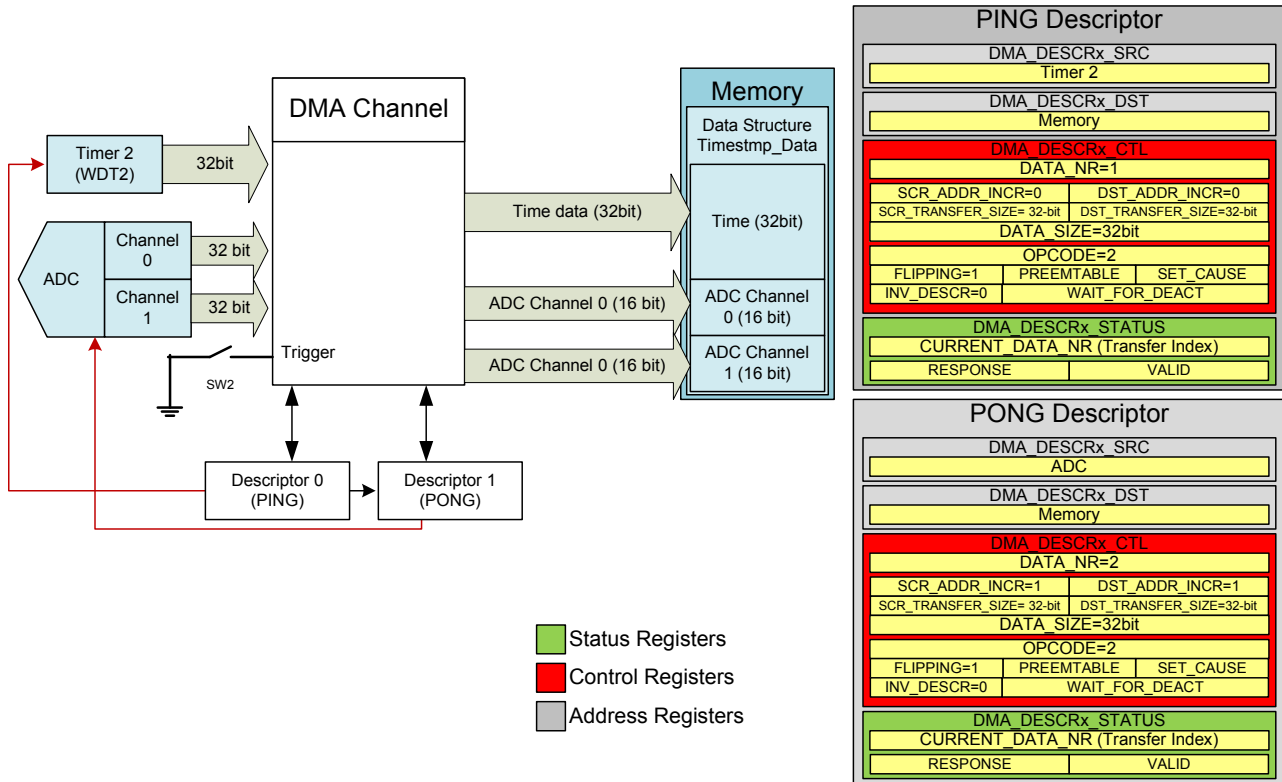 DMA Channel
Timer 2
(WDT2)
32bit
ADC
Channel
0
Channel
1
32 bit
32 bit
Trigger
SW2
Time data (32bit)
ADC Channel 0 (16 bit)
ADC Channel 0 (16 bit)
Memory
Data Structure
Timestmp_Data
Time (32bit)
ADC Channel
0 (16 bit)
ADC Channel
1 (16 bit)
Descriptor 0
(PING)
Descriptor 1
(PONG)
Status Registers
Control Registers
Address Registers
PING Descriptor
DMA_DESCRx_SRC
Timer 2
DMA_DESCRx_DST
Memory
DMA_DESCRx_CTL
DATA_NR=1
SCR_ADDR_INCR=0 DST_ADDR_INCR=0
SCR_TRANSFER_SIZE= 32-bit DST_TRANSFER_SIZE=32-bit
DATA_SIZE=32bit
OPCODE=2
FLIPPING=1 PREEMTABLE SET_CAUSE
INV_DESCR=0 WAIT_FOR_DEACT
DMA_DESCRx_STATUS
CURRENT_DATA_NR (Transfer Index)
RESPONSE VALID
PONG Descriptor
DMA_DESCRx_SRC
ADC
DMA_DESCRx_DST
Memory
DMA_DESCRx_CTL
DATA_NR=2
SCR_ADDR_INCR=1 DST_ADDR_INCR=1
SCR_TRANSFER_SIZE= 32-bit DST_TRANSFER_SIZE=32-bit
DATA_SIZE=32bit
OPCODE=2
FLIPPING=1 PREEMTABLE SET_CAUSE
INV_DESCR=0 WAIT_FOR_DEACT
DMA_DESCRx_STATUS
CURRENT_DATA_NR (Transfer Index)
RESPONSE VALID